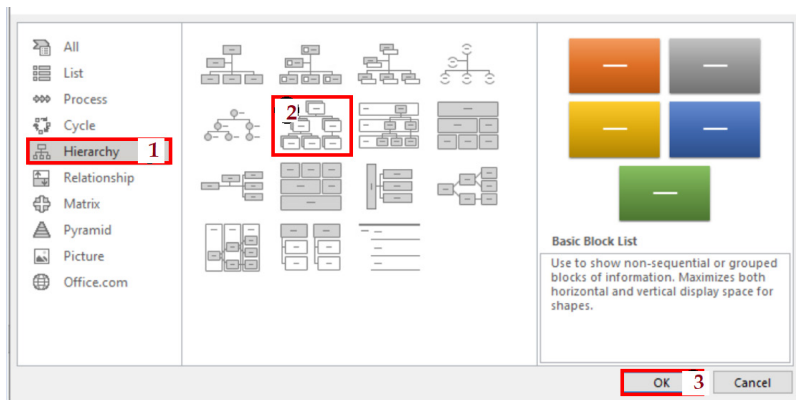 All
List
Process
Cycle
Hierarchy 1
Relationship
Matrix
Pyramid
Picture
Office.com
2
Basic Block List
Use to show non-sequential or grouped
blocks of information. Maximizes both
horizontal and vertical display space for
shapes.
OK 3 Cancel